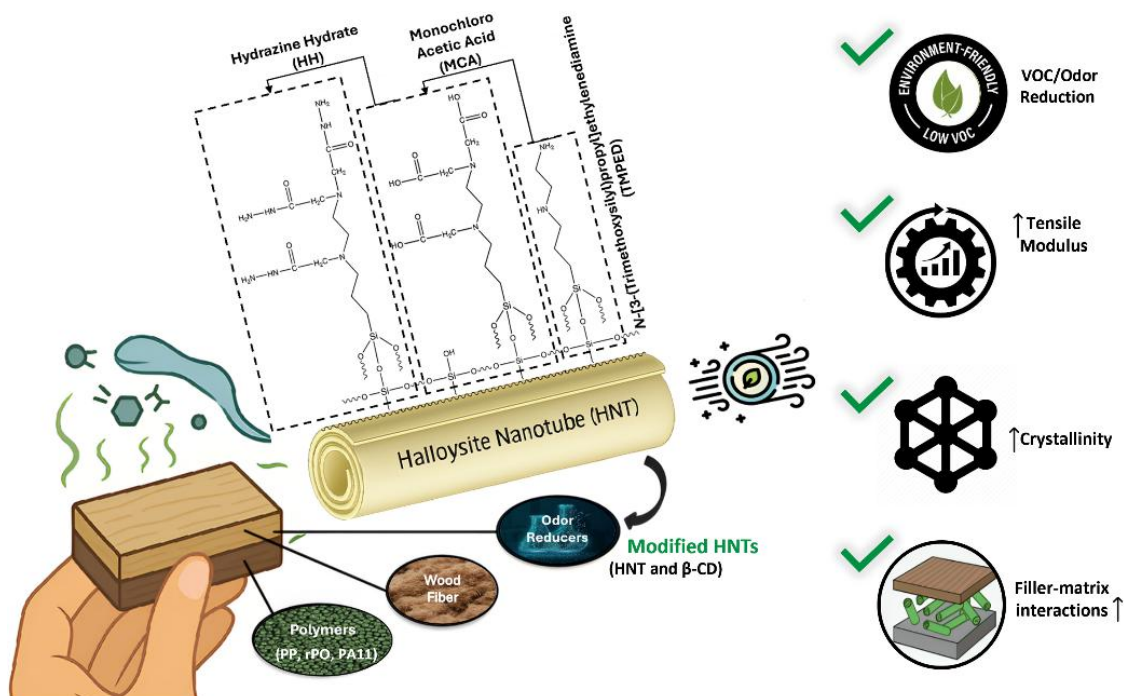 Hydrazine Hydrate
(HH)
Monochloro
Acetic Acid
(MCA)
N-[3-(Trimethoxysilyl)propyl]ethylenediamine
(TMPED)
NH₂
NH
O
CH₃
N
H₂N—HN
O
H₂C
H₂N—HN
O
H₂C
N
Si
O
O
O
HO
O
CH₃
N
O
HO
H₂C
O
HO
H₂C
N
Si
O
O
O
NH₂
HN
Si
O
O
O
O
Si
O
OH
Si
O
Si
O
Si
O
Halloysite Nanotube (HNT)
Odor
Reducers
Modified HNTs
(HNT and β-CD)
Wood
Fiber
Polymers
(PP, rPO, PA11)
ENVIRONMENT-FRIENDLY
LOW VOC
VOC/Odor
Reduction
↑Tensile
Modulus
↑Crystallinity
Filler-matrix
interactions ↑